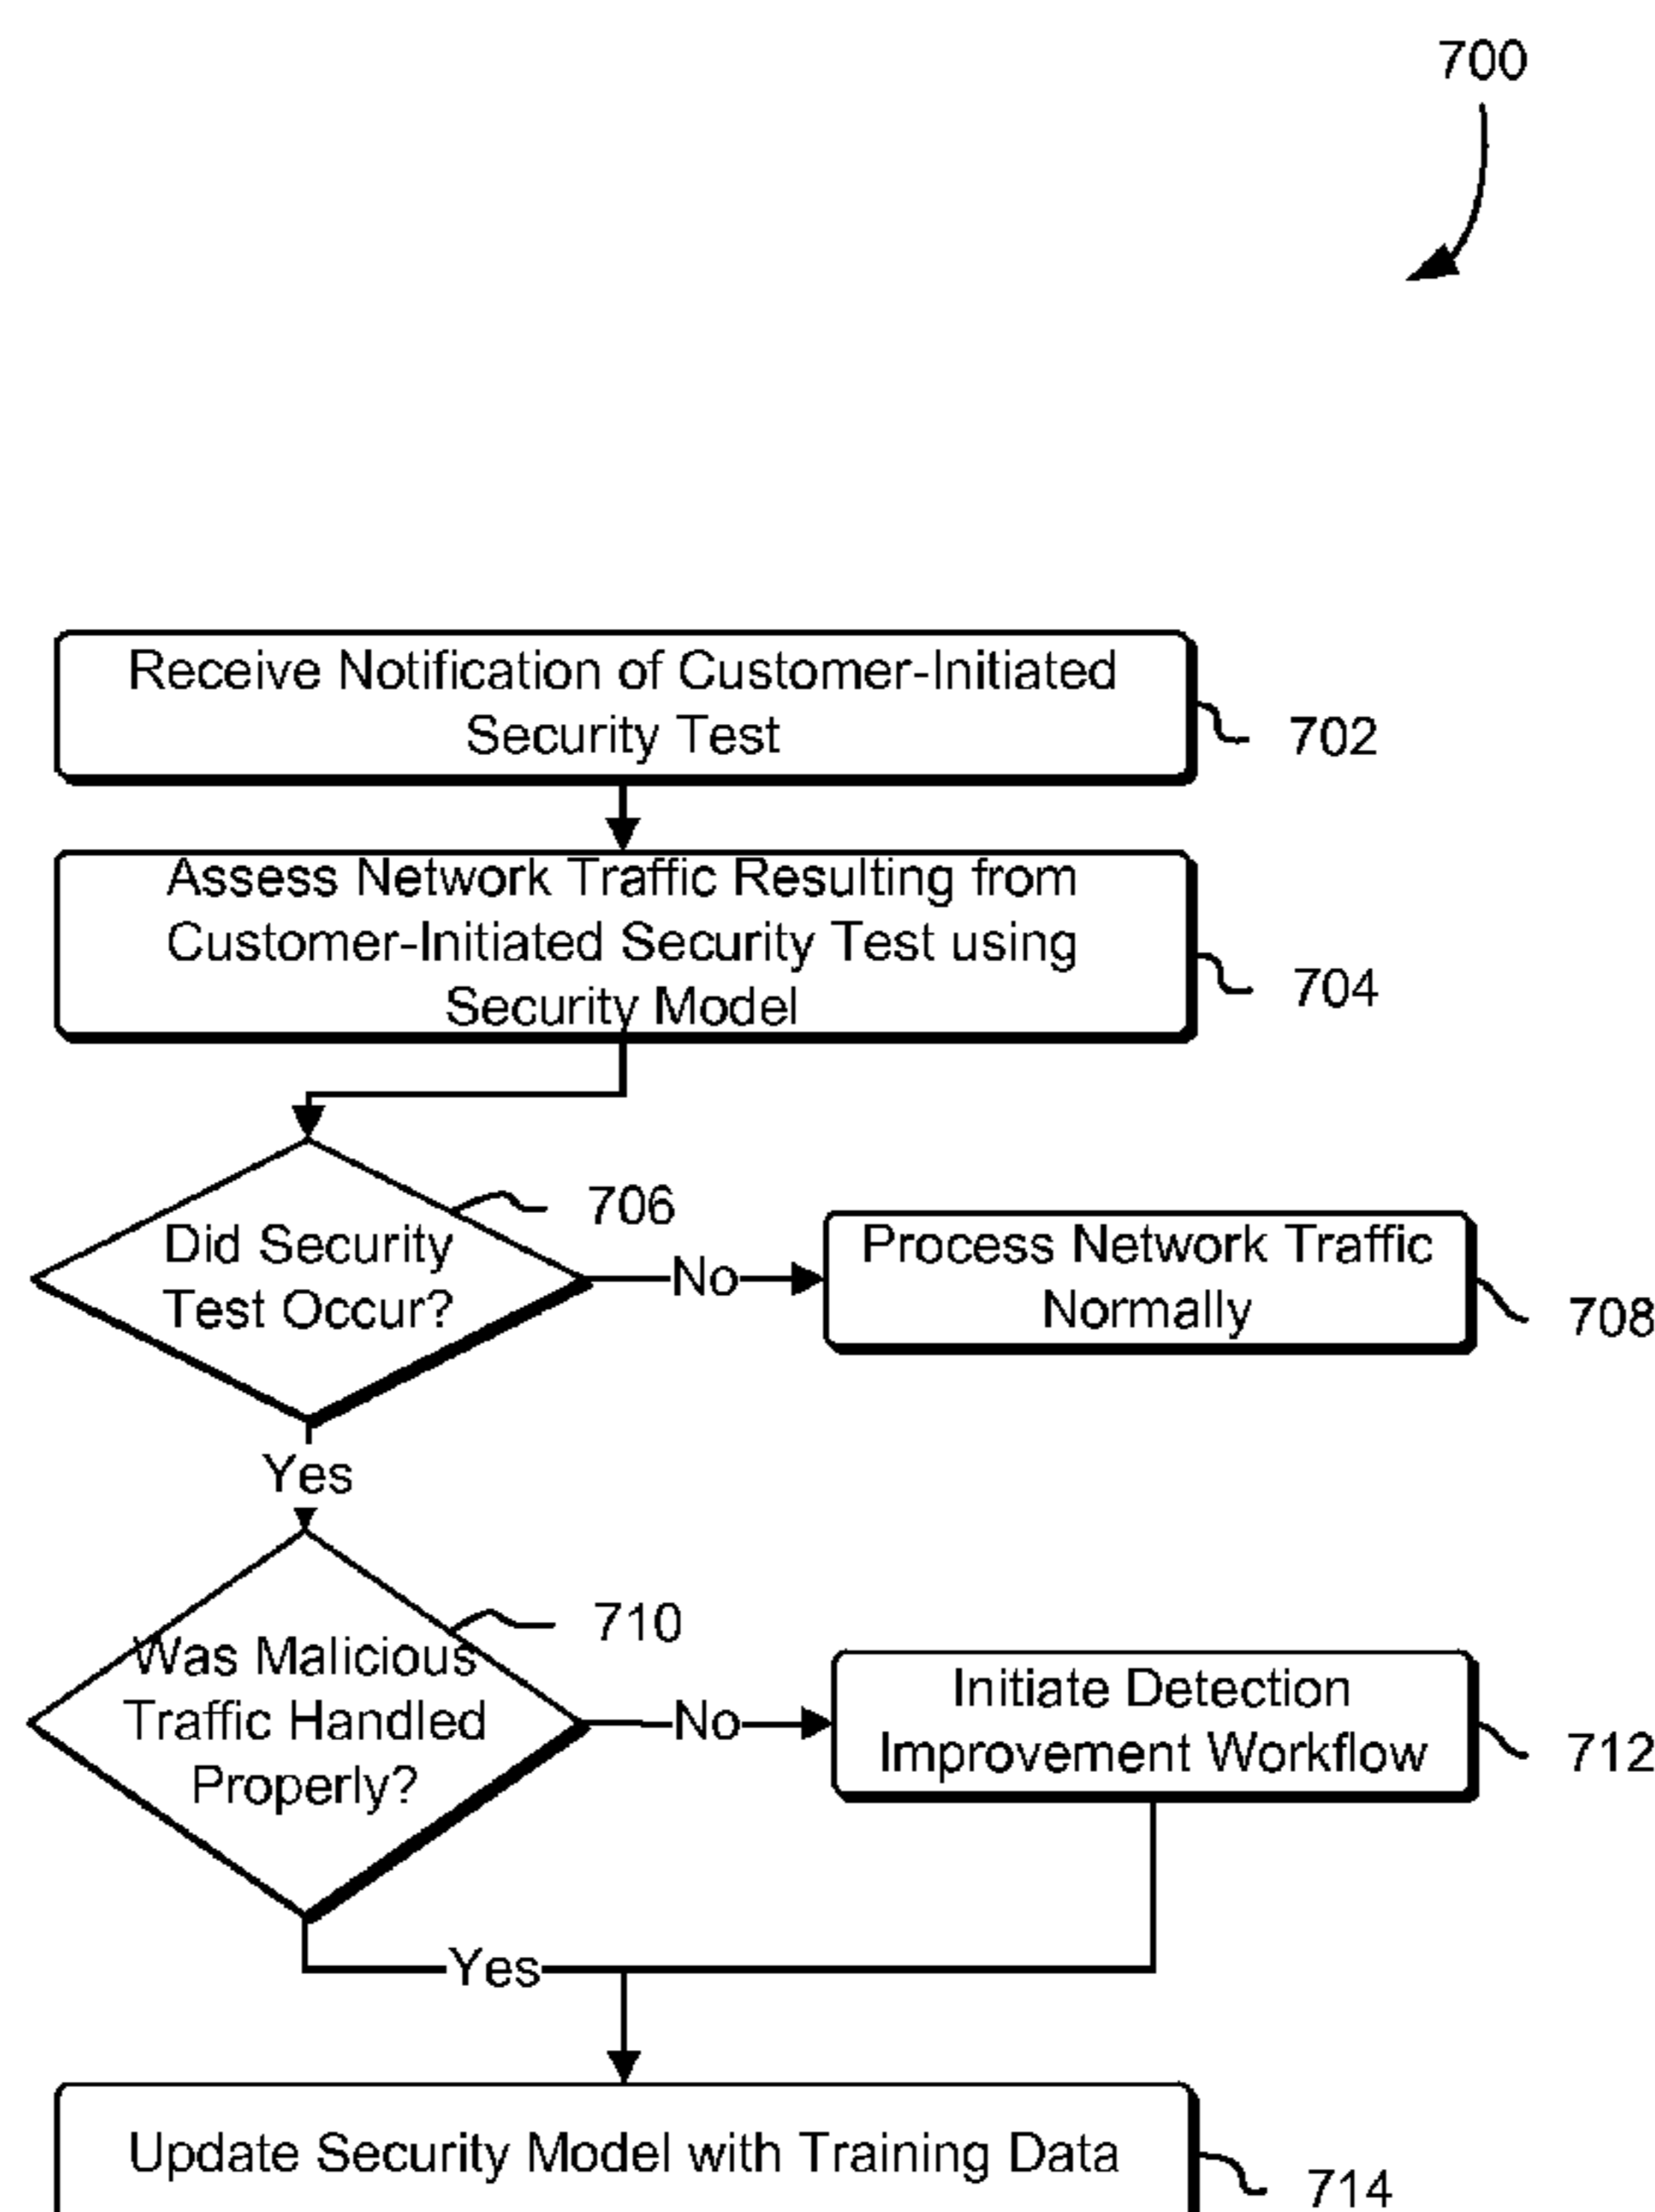 700
Receive Notification of Customer-Initiated
Security Test
702
Assess Network Traffic Resulting from
Customer-Initiated Security Test using
Security Model
704
706
Did Security
Test Occur?
No
Process Network Traffic
Normally
708
Yes
710
Was Malicious
Traffic Handled
Properly?
No
Initiate Detection
Improvement Workflow
712
Yes
Update Security Model with Training Data
714